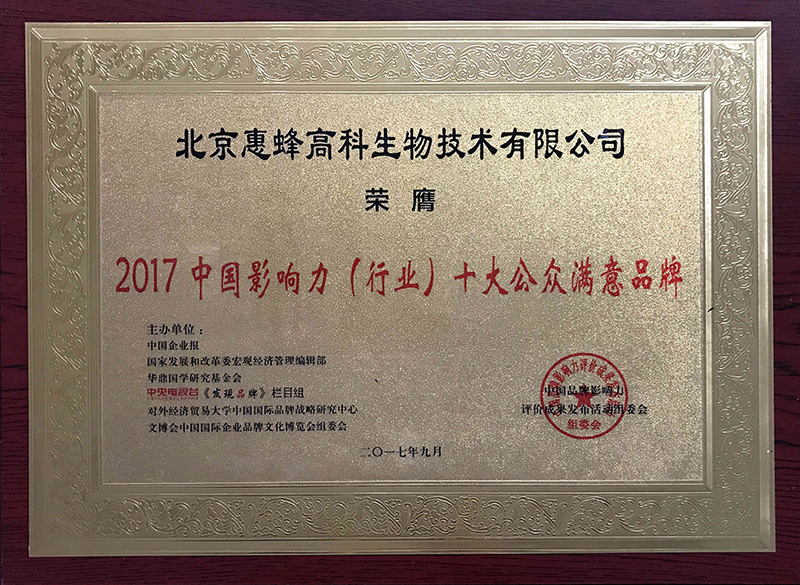 北京惠蜂高科生物技术有限公司
荣膺
2017中国影响力（行业）十大公众满意品牌
主办单位：
中国企业报
国家发展和改革委宏观经济管理编辑部
华鼎国学研究基金会
中央电视台《发现品牌》栏目组
对外经济贸易大学中国国际品牌战略研究中心
文博会中国国际企业品牌文化博览会组委会
中国品牌影响力
评价成果发布活动组委会
组委会
二〇一七年九月